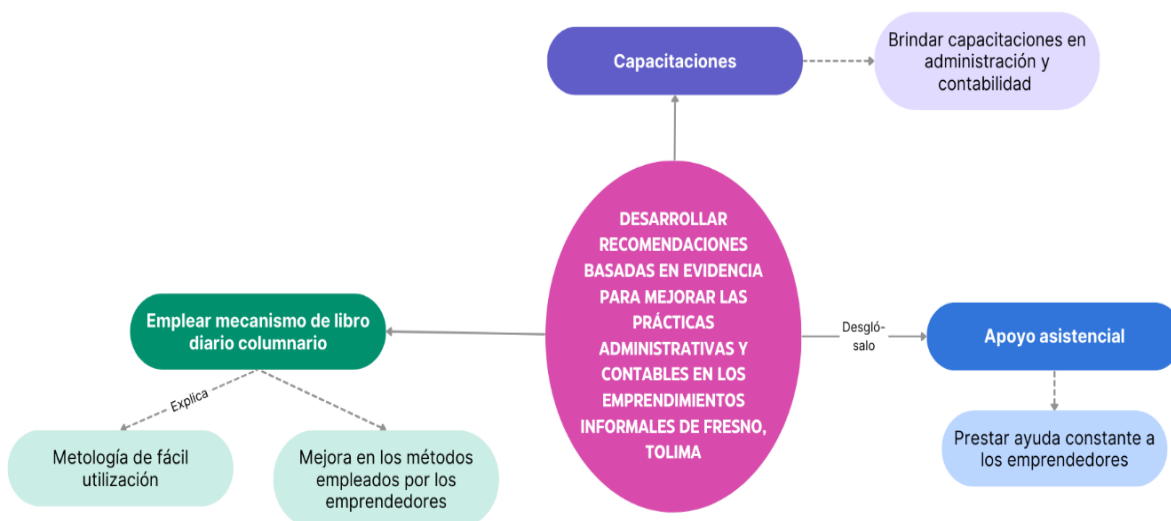 Capacitaciones
Brindar capacitaciones en
administración y
contabilidad
DESARROLLAR
RECOMENDACIONES
BASADAS EN EVIDENCIA
PARA MEJORAR LAS
PRÁCTICAS
ADMINISTRATIVAS Y
CONTABLES EN LOS
EMPRENDIMIENTOS
INFORMALES DE FRESNO,
TOLIMA
Emplear mecanismo de libro
diario columnario
Explica
Metología de fácil
utilización
Mejora en los métodos
empleados por los
emprendedores
Desgló-
salo
Apoyo asistencial
Prestar ayuda constante a
los emprendedores